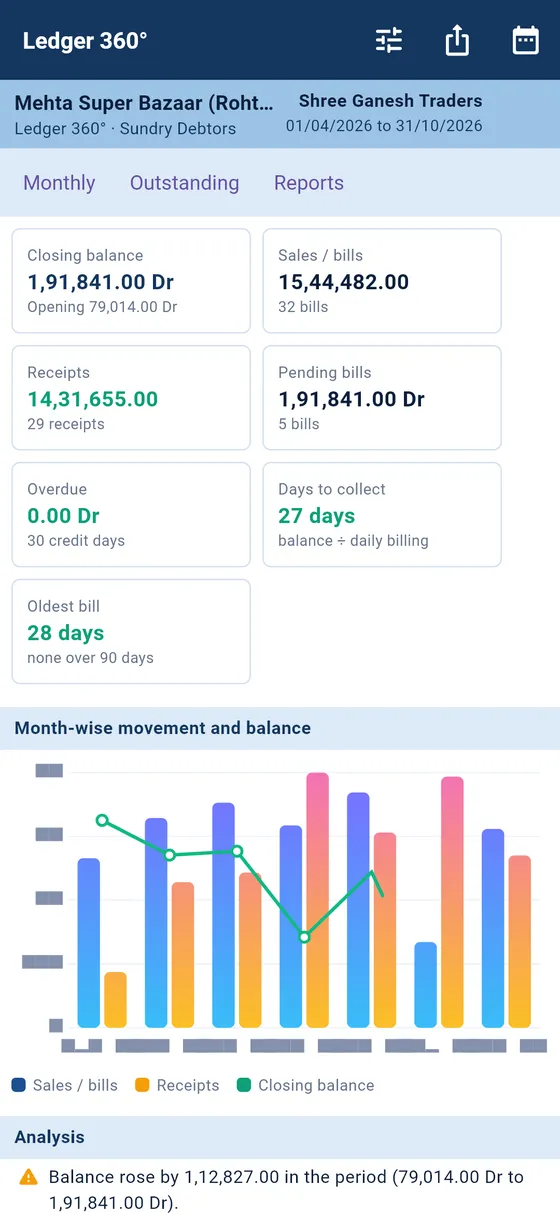 Ledger 360°
Mehta Super Bazaar (Roht…
Shree Ganesh Traders
Ledger 360° · Sundry Debtors
01/04/2026 to 31/10/2026
Monthly
Outstanding
Reports
Closing balance
1,91,841.00 Dr
Opening 79,014.00 Dr
Sales / bills
15,44,482.00
32 bills
Receipts
14,31,655.00
29 receipts
Pending bills
1,91,841.00 Dr
5 bills
Overdue
0.00 Dr
30 credit days
Days to collect
27 days
balance ÷ daily billing
Oldest bill
28 days
none over 90 days
Month-wise movement and balance
Sales / bills
Receipts
Closing balance
Analysis
Balance rose by 1,12,827.00 in the period (79,014.00 Dr to
1,91,841.00 Dr).